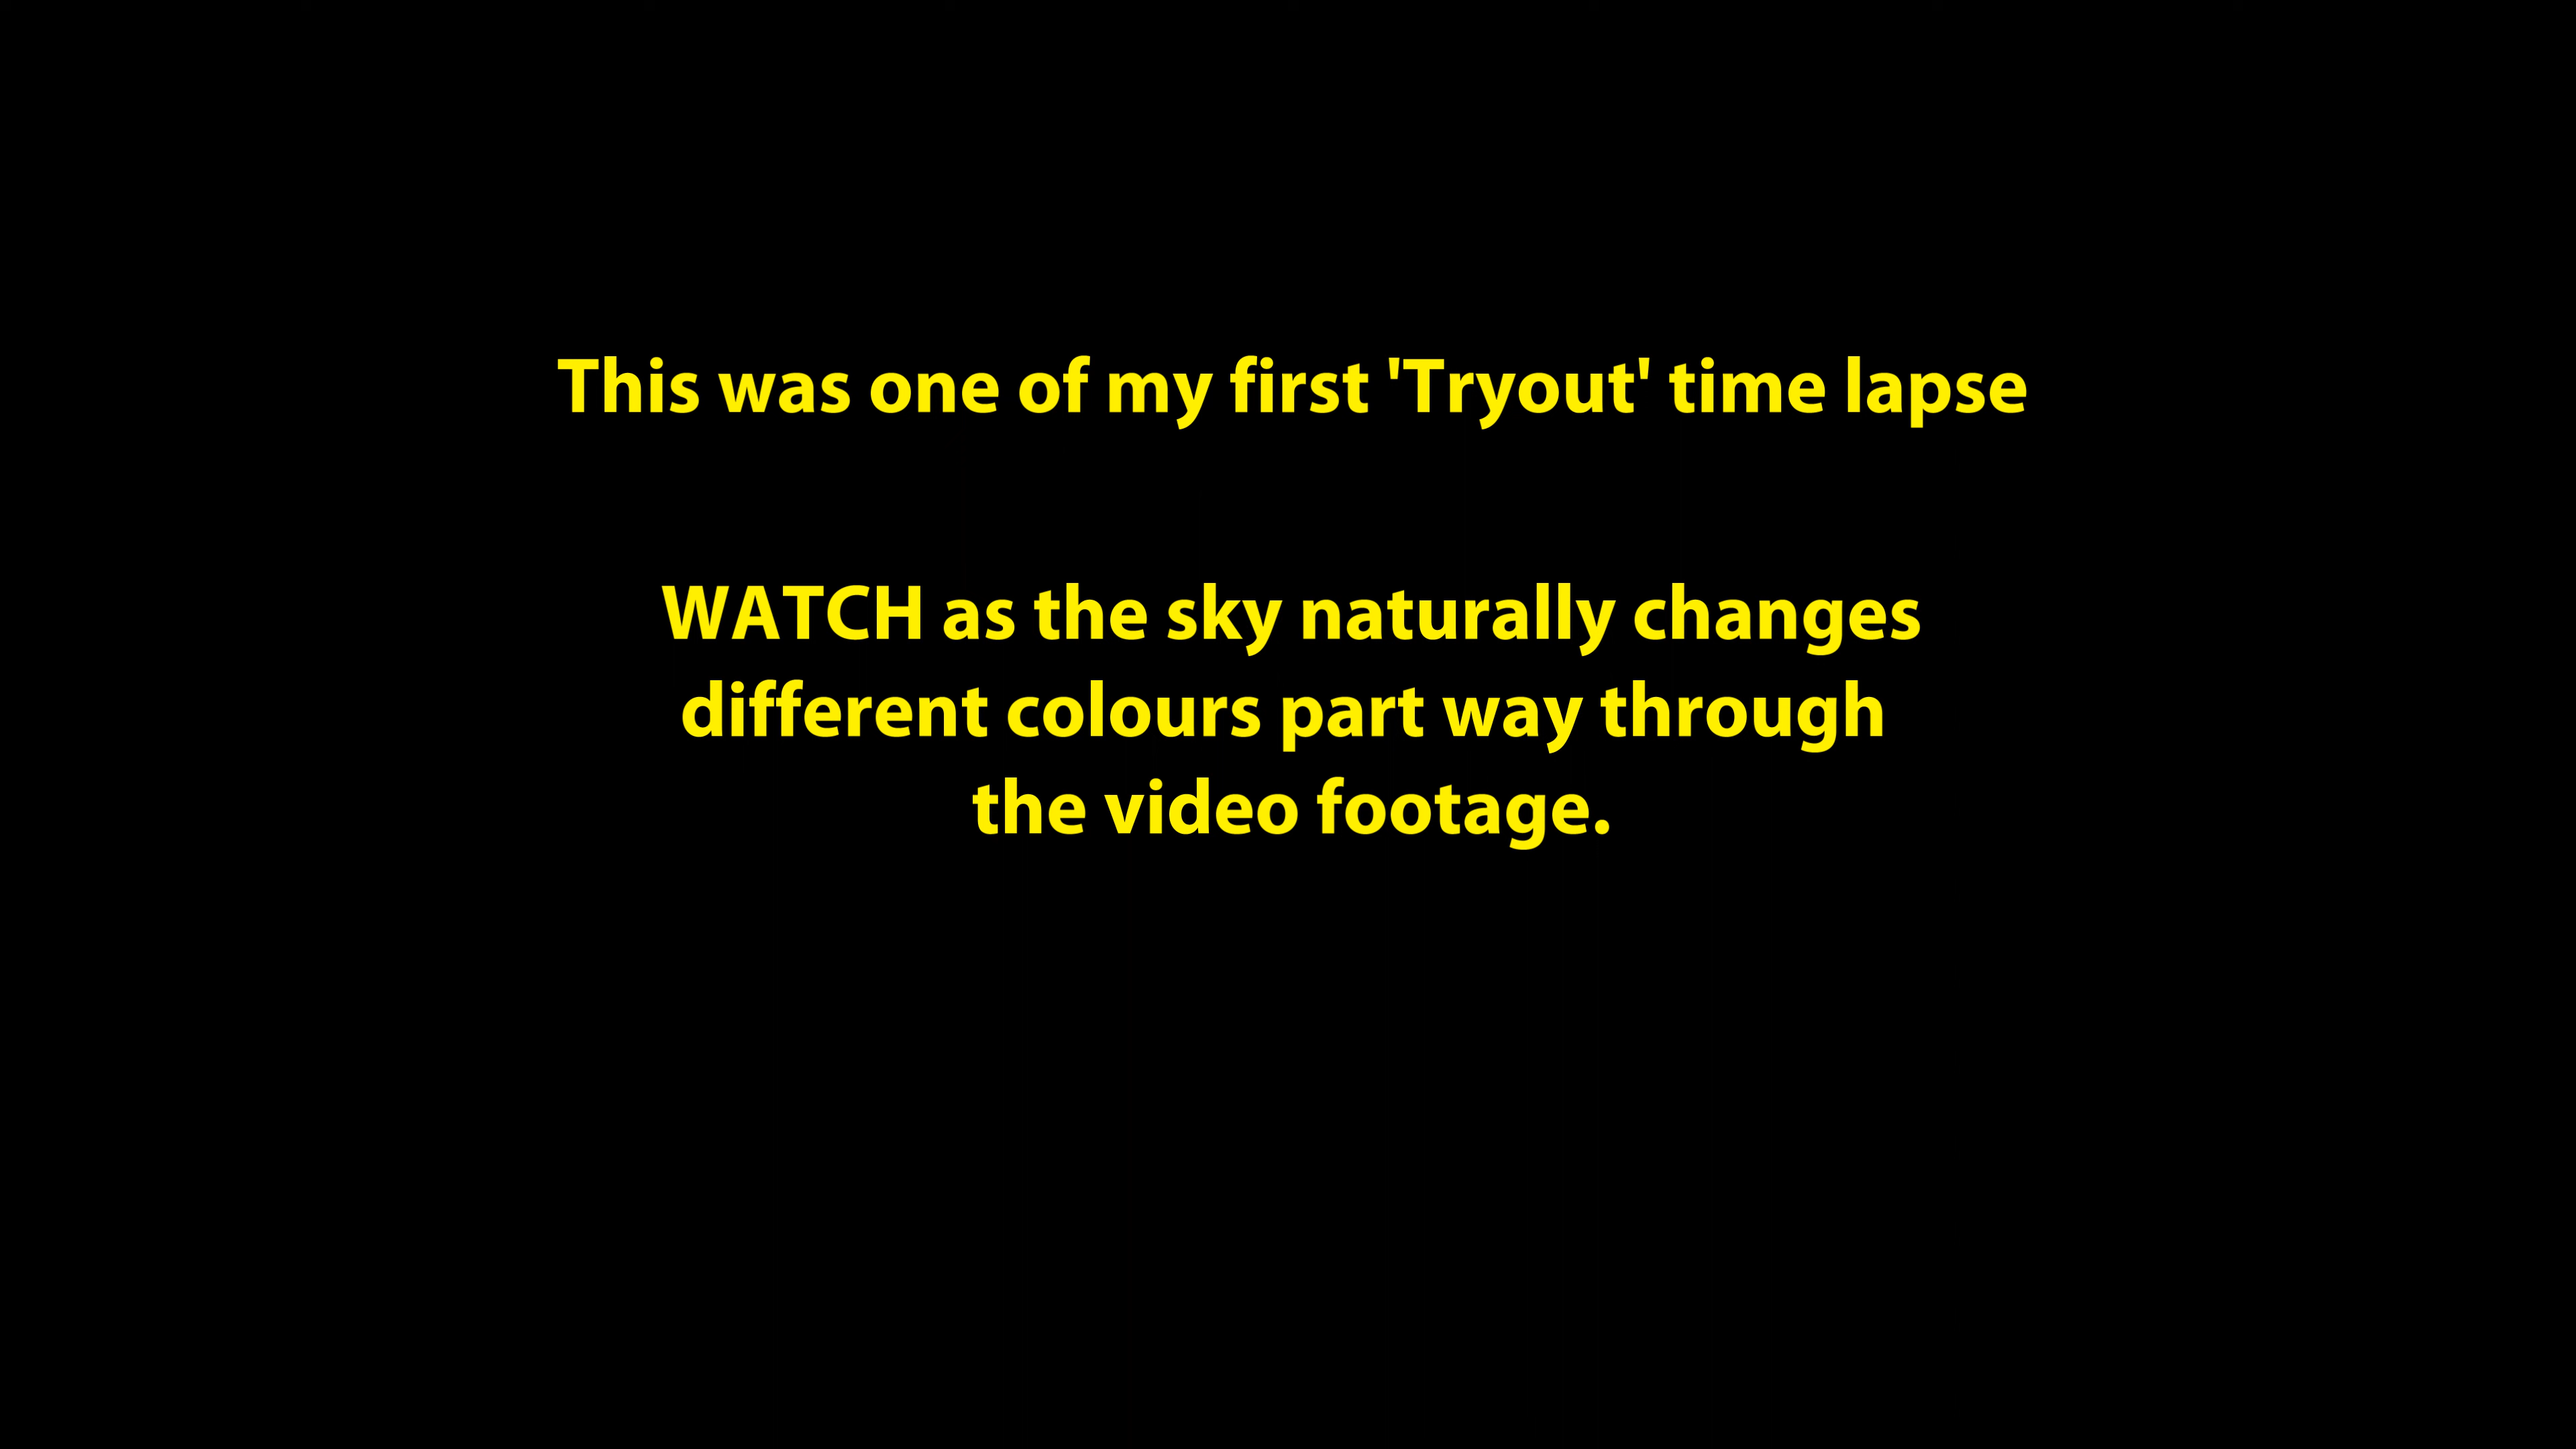 This was one of my first 'Tryout' time lapse
WATCH as the sky naturally changes
different colours part way through
the video footage.